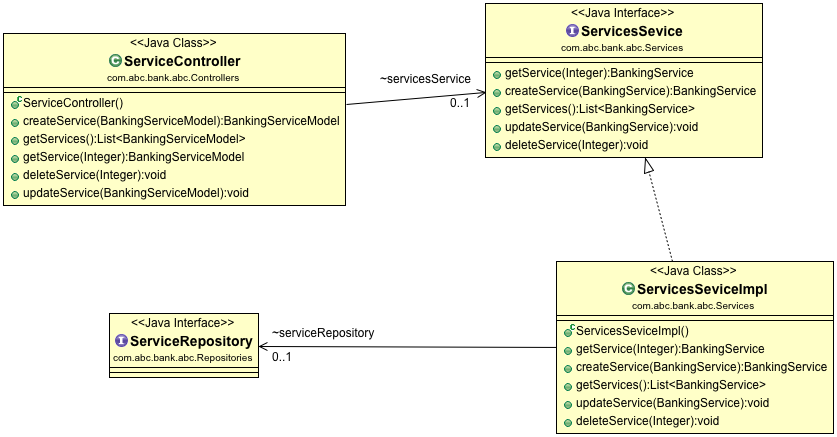 <<Java Class>>
ServiceController
com.abc.bank.abc.Controllers
ServiceController()
createService(BankingServiceModel):BankingServiceModel
getServices():List<BankingServiceModel>
getService(Integer):BankingServiceModel
deleteService(Integer):void
updateService(BankingServiceModel):void
~servicesService
0..1
<<Java Interface>>
ServicesSevice
com.abc.bank.abc.Services
getService(Integer):BankingService
createService(BankingService):BankingService
getServices():List<BankingService>
updateService(BankingService):void
deleteService(Integer):void
<<Java Interface>>
ServiceRepository
com.abc.bank.abc.Repositories
~serviceRepository
0..1
<<Java Class>>
ServicesSeviceImpl
com.abc.bank.abc.Services
ServicesSeviceImpl()
getService(Integer):BankingService
createService(BankingService):BankingService
getServices():List<BankingService>
updateService(BankingService):void
deleteService(Integer):void